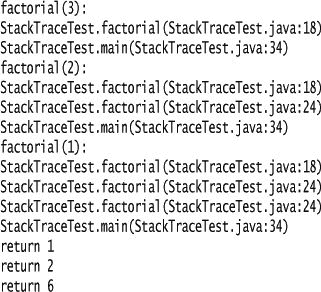 factorial(3):
StackTraceTest.factorial(StackTraceTest.java:18)
StackTraceTest.main(StackTraceTest.java:34)
factorial(2):
StackTraceTest.factorial(StackTraceTest.java:18)
StackTraceTest.factorial(StackTraceTest.java:24)
StackTraceTest.main(StackTraceTest.java:34)
factorial(1):
StackTraceTest.factorial(StackTraceTest.java:18)
StackTraceTest.factorial(StackTraceTest.java:24)
StackTraceTest.factorial(StackTraceTest.java:24)
StackTraceTest.main(StackTraceTest.java:34)
return 1
return 2
return 6